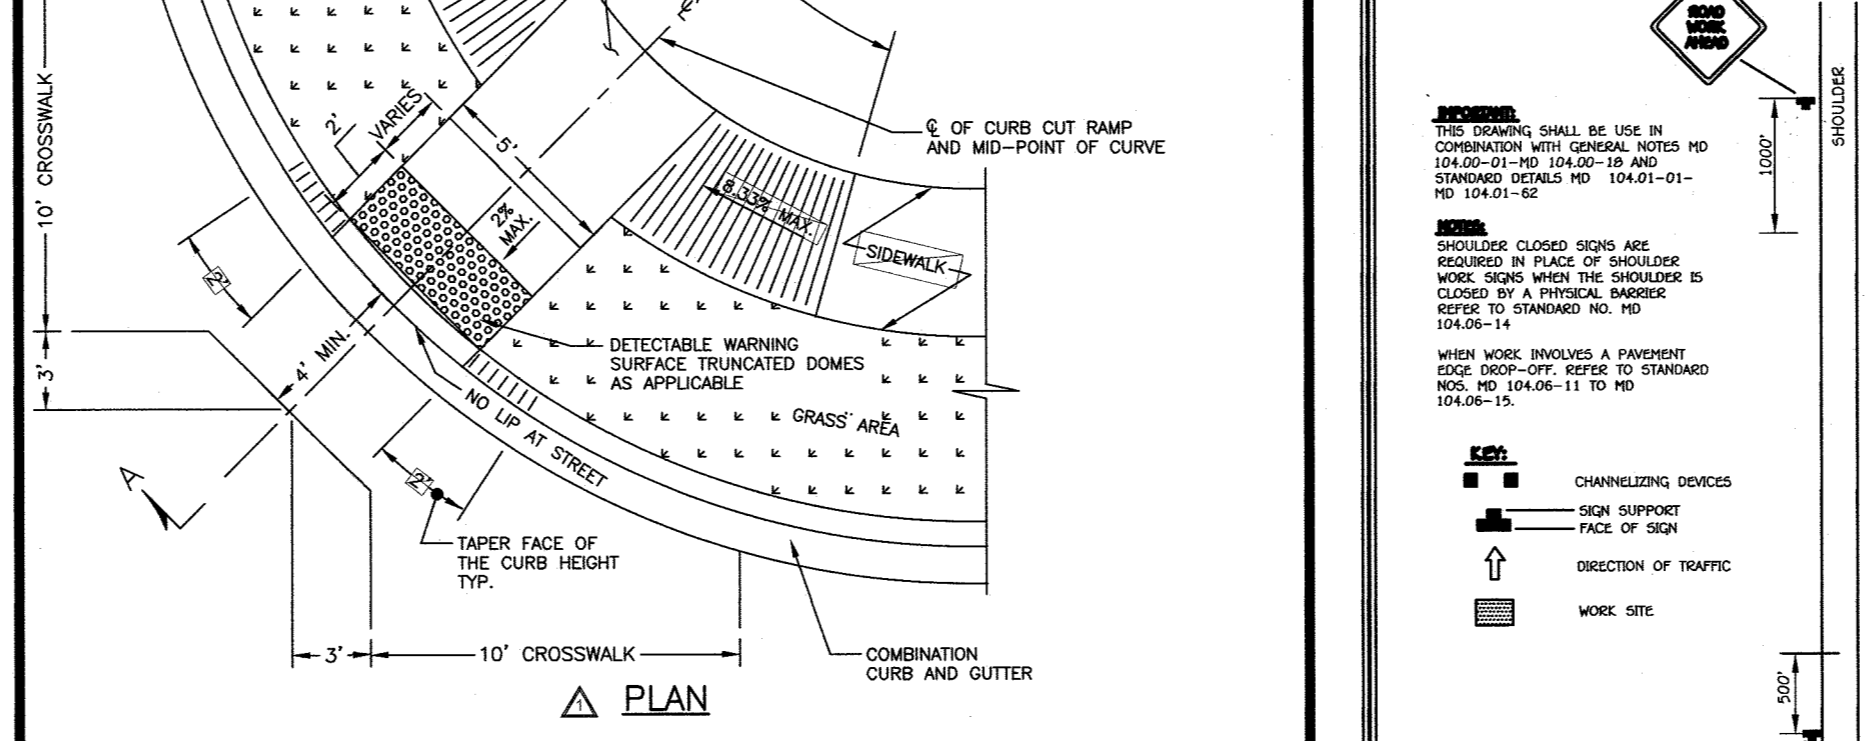 10' CROSSWALK
3'
2'
VARIES
5'
2%
MAX.
2'
4' MIN.
A
℄
℄ OF CURB CUT RAMP
AND MID-POINT OF CURVE
8.33% MAX.
SIDEWALK
DETECTABLE WARNING
SURFACE TRUNCATED DOMES
AS APPLICABLE
GRASS AREA
NO LIP AT STREET
2'
TAPER FACE OF
THE CURB HEIGHT
TYP.
3'
10' CROSSWALK
COMBINATION
CURB AND GUTTER
1 PLAN
ROAD
WORK
AHEAD
SHOULDER
1000'
IMPORTANT:
THIS DRAWING SHALL BE USE IN
COMBINATION WITH GENERAL NOTES MD
104.00-01-MD 104.00-18 AND
STANDARD DETAILS MD 104.01-01-
MD 104.01-62
NOTES:
SHOULDER CLOSED SIGNS ARE
REQUIRED IN PLACE OF SHOULDER
WORK SIGNS WHEN THE SHOULDER IS
CLOSED BY A PHYSICAL BARRIER
REFER TO STANDARD NO. MD
104.06-14
WHEN WORK INVOLVES A PAVEMENT
EDGE DROP-OFF. REFER TO STANDARD
NOS. MD 104.06-11 TO MD
104.06-15.
KEY:
CHANNELIZING DEVICES
SIGN SUPPORT
FACE OF SIGN
DIRECTION OF TRAFFIC
WORK SITE
500'